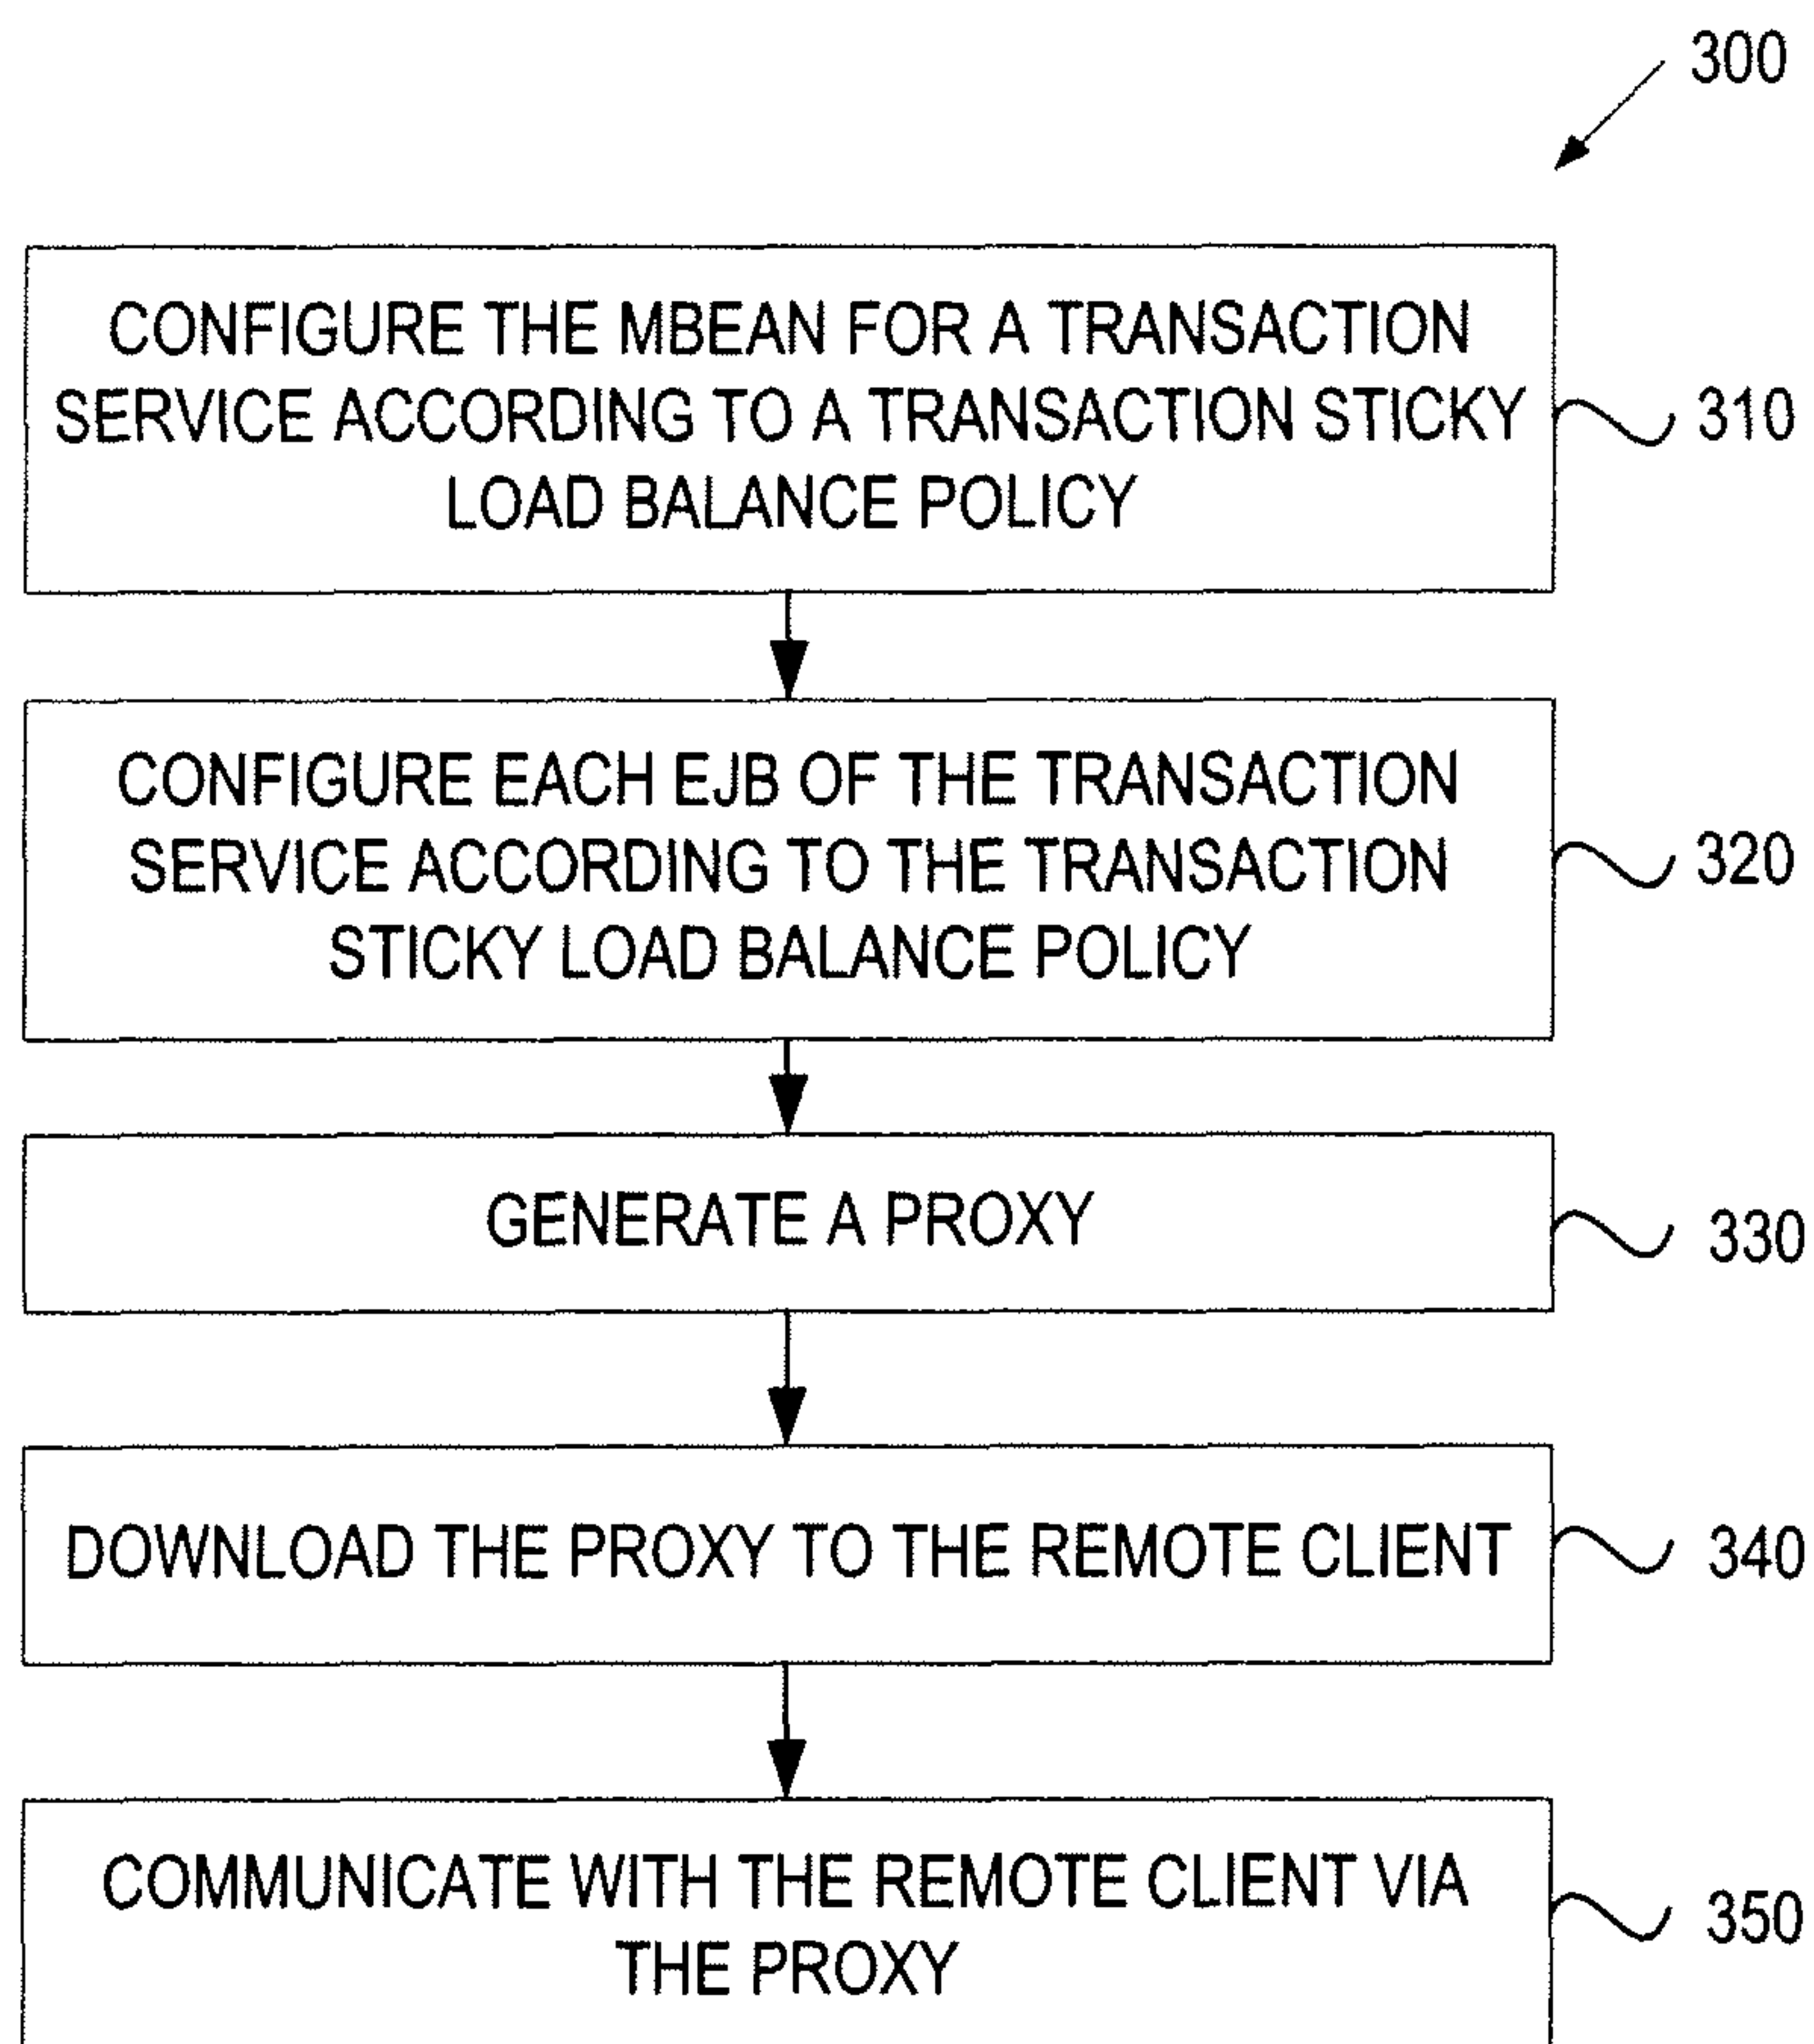 300
CONFIGURE THE MBEAN FOR A TRANSACTION
SERVICE ACCORDING TO A TRANSACTION STICKY
LOAD BALANCE POLICY
310
CONFIGURE EACH EJB OF THE TRANSACTION
SERVICE ACCORDING TO THE TRANSACTION
STICKY LOAD BALANCE POLICY
320
GENERATE A PROXY
330
DOWNLOAD THE PROXY TO THE REMOTE CLIENT
340
COMMUNICATE WITH THE REMOTE CLIENT VIA
THE PROXY
350